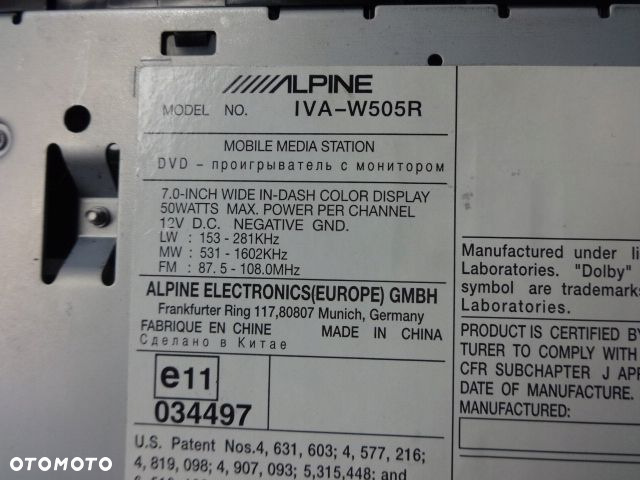 ALPINE
MODEL NO. IVA-W505R
MOBILE MEDIA STATION
DVD - проигрыватель с монитором
7.0-INCH WIDE IN-DASH COLOR DISPLAY
50WATTS MAX. POWER PER CHANNEL
12V D.C. NEGATIVE GND.
LW : 153 - 281KHz
MW : 531 - 1602KHz
FM : 87.5 - 108.0MHz
ALPINE ELECTRONICS(EUROPE) GMBH
Frankfurter Ring 117,80807 Munich, Germany
FABRIQUE EN CHINE MADE IN CHINA
Сделано в Китае
e11
034497
U.S. Patent Nos.4, 631, 603; 4, 577, 216;
4, 819, 098; 4, 907, 093; 5,315,448; and
Manufactured under
Laboratories. "Dolby"
symbol are trademarks
Laboratories.
PRODUCT IS CERTIFIED BY
TURER TO COMPLY WITH
CFR SUBCHAPTER J
DATE OF MANUFACTURE.
MANUFACTURED:
OTOMOTO